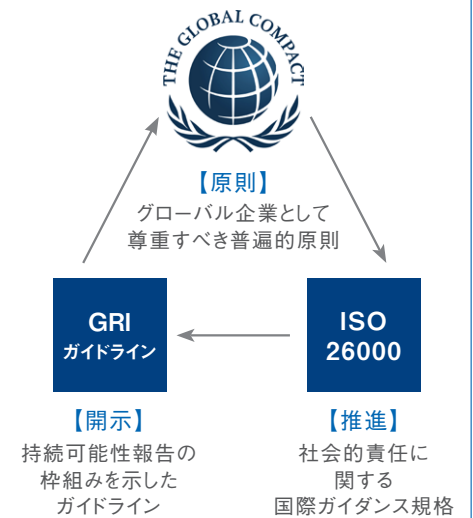 THE GLOBAL COMPACT
【原則】
グローバル企業として
尊重すべき普遍的原則
GRI
ガイドライン
【開示】
持続可能性報告の
枠組みを示した
ガイドライン
ISO
26000
【推進】
社会的責任に
関する
国際ガイダンス規格